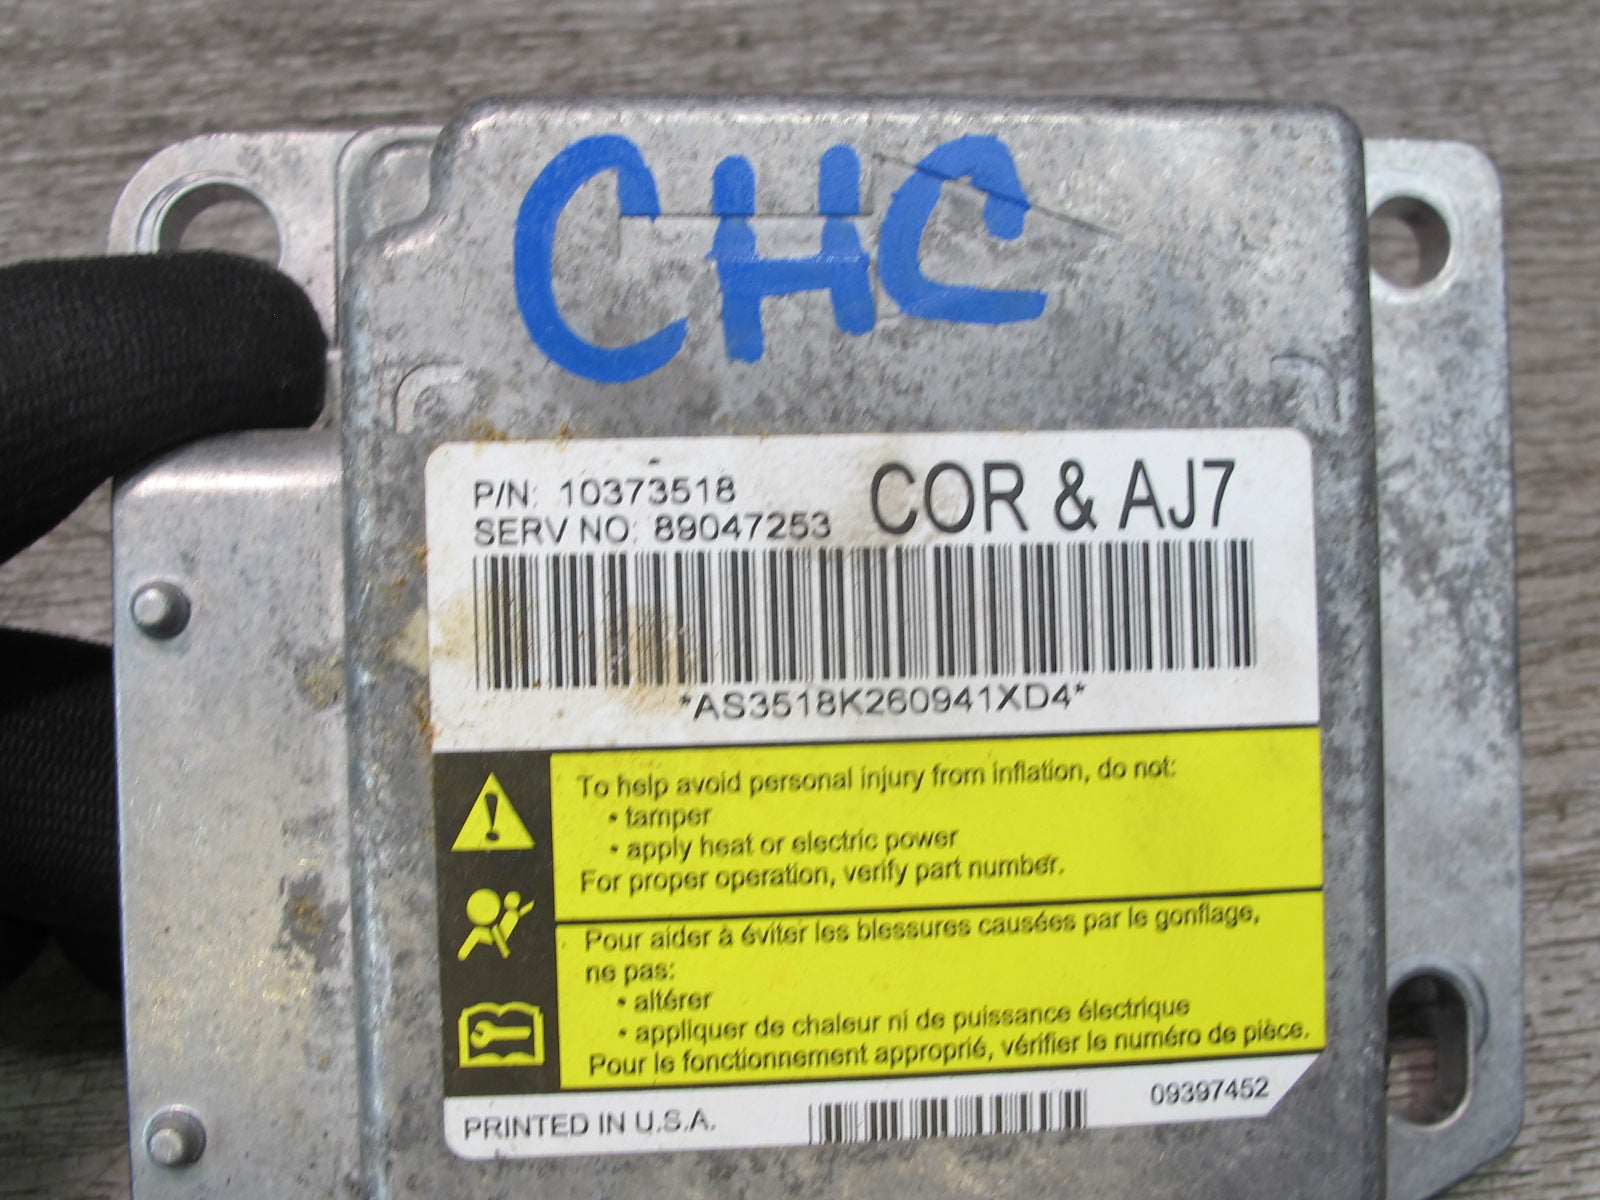 CHC
P/N: 10373518
SERV NO: 89047253
COR & AJ7
*AS3518K260941XD4*
To help avoid personal injury from inflation, do not:
• tamper
• apply heat or electric power
For proper operation, verify part number.
Pour aider à éviter les blessures causées par le gonflage,
ne pas:
• altérer
• appliquer de chaleur ni de puissance électrique
Pour le fonctionnement approprié, vérifier le numéro de pièce.
PRINTED IN U.S.A.
09397452